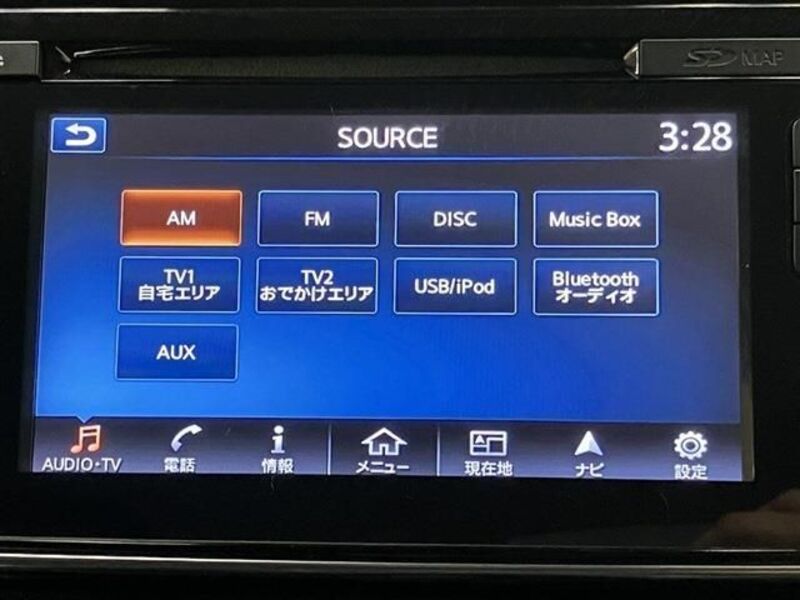 SD MAP
SOURCE
3:28
AM
FM
DISC
Music Box
TV1
自宅エリア
TV2
おでかけエリア
USB/iPod
Bluetooth
オーディオ
AUX
AUDIO・TV
電話
情報
メニュー
現在地
ナビ
設定